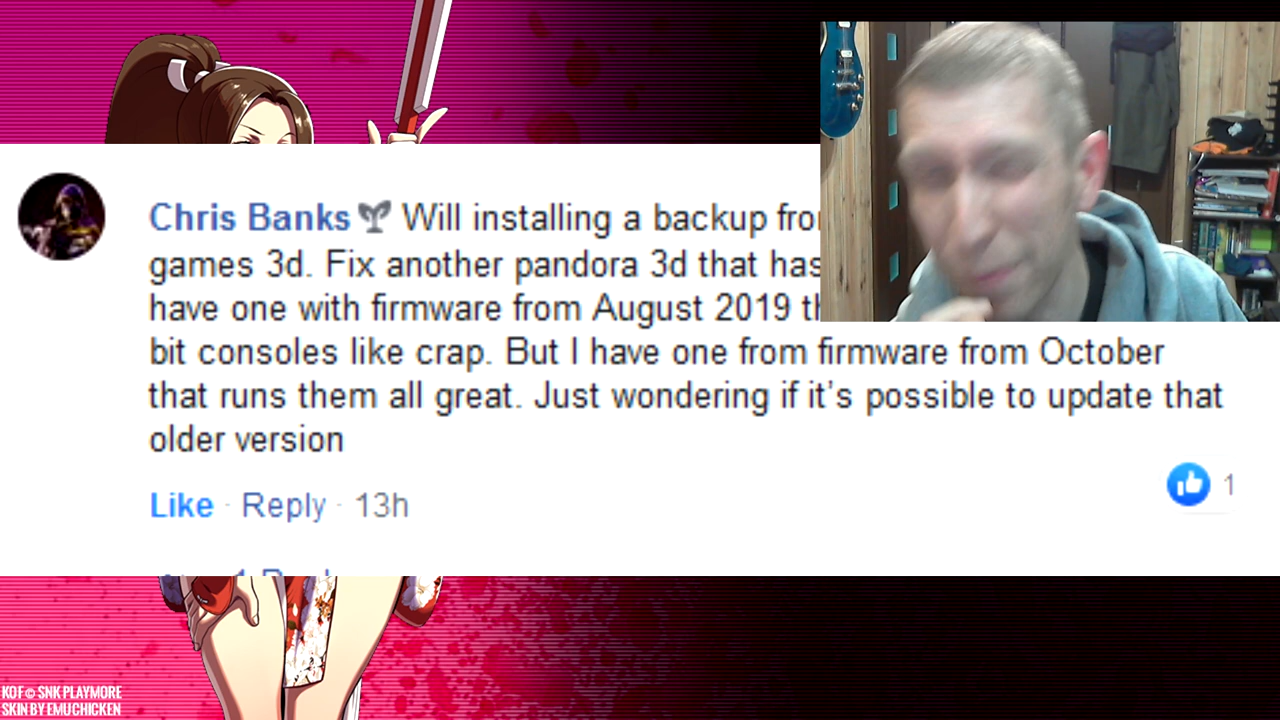 Chris Banks Will installing a backup
games 3d. Fix another pandora 3d that has
have one with firmware from August 2019
bit consoles like crap. But I have one from firmware from October
that runs them all great. Just wondering if it's possible to update that
older version
Like · Reply · 13h
1
KOF © SNK PLAYMORE
SKIN BY EMUCHICKEN